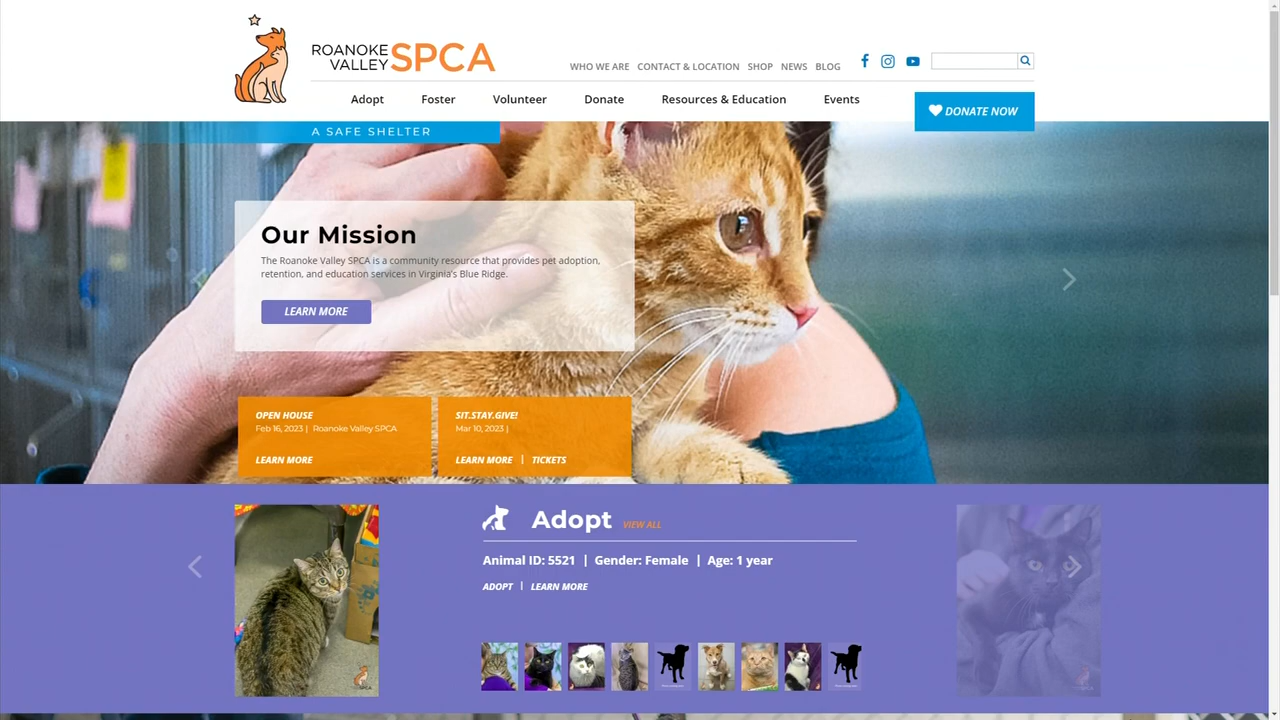 ROANOKE
VALLEY SPCA
WHO WE ARE CONTACT & LOCATION SHOP NEWS BLOG
Adopt Foster Volunteer Donate Resources & Education Events
DONATE NOW
A SAFE SHELTER
Our Mission
The Roanoke Valley SPCA is a community resource that provides pet adoption,
retention, and education services in Virginia's Blue Ridge.
LEARN MORE
OPEN HOUSE
Feb 16, 2023 | Roanoke Valley SPCA
LEARN MORE
SIT.STAY.GIVE!
Mar 10, 2023 |
LEARN MORE | TICKETS
Adopt VIEW ALL
Animal ID: 5521 | Gender: Female | Age: 1 year
ADOPT | LEARN MORE